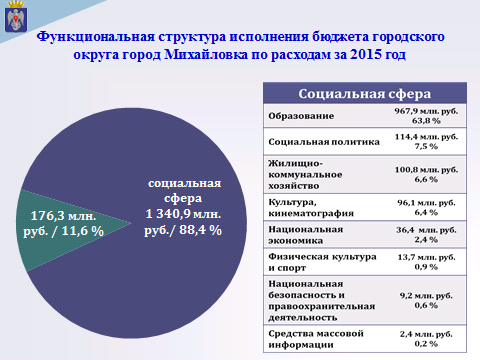 Функциональная структура исполнения бюджета городского
округа город Михайловка по расходам за 2015 год
176,3 млн.
руб. / 11,6 %
социальная
сфера
1 340,9 млн.
руб./ 88,4 %
Социальная сфера
Образование
967,9 млн. руб.
63,8 %
Социальная политика
114,4 млн. руб.
7,5 %
Жилищно-
коммунальное
хозяйство
100,8 млн. руб.
6,6 %
Культура,
кинематография
96,1 млн. руб.
6,4 %
Национальная
экономика
36,4 млн. руб.
2,4 %
Физическая культура
и спорт
13,7 млн. руб.
0,9 %
Национальная
безопасность и
правоохранительная
деятельность
9,2 млн. руб.
0,6 %
Средства массовой
информации
2,4 млн. руб.
0,2 %